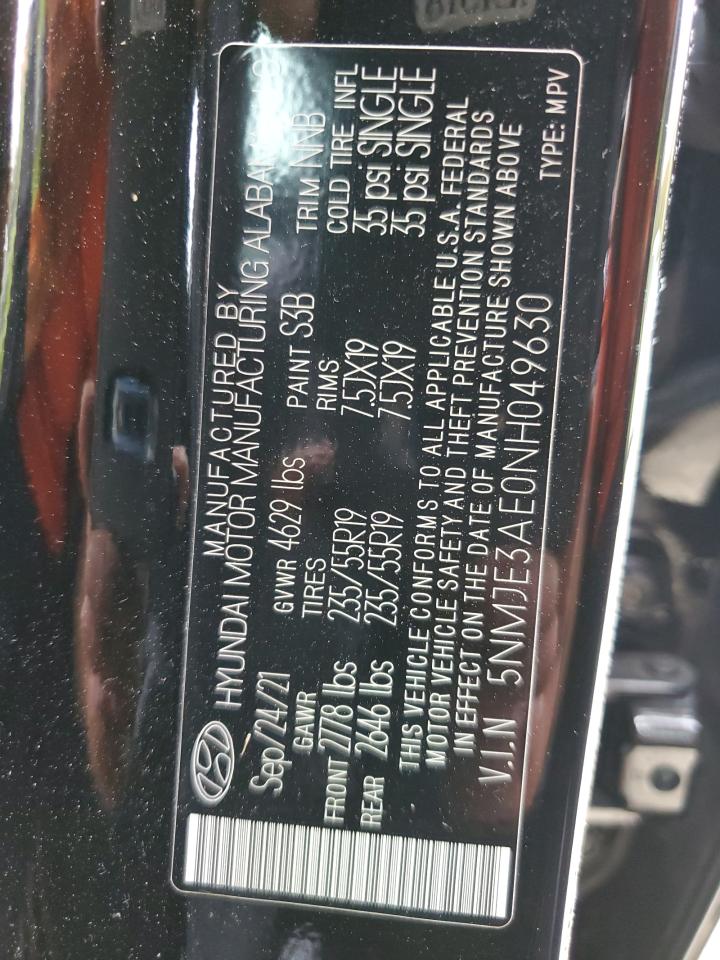 MANUFACTURED BY
HYUNDAI MOTOR MANUFACTURING
Sep/24/21 GVWR 4629 lbs PAINT S3B TRIM NNB
GAWR TIRES RIMS COLD TIRE INFL
FRONT 2778 lbs 235/55R19 7.5JX19 35 psi SINGLE
REAR 2646 lbs 235/55R19 7.5JX19 35 psi SINGLE
THIS VEHICLE CONFORMS TO ALL APPLICABLE U.S.A. FEDERAL
MOTOR VEHICLE SAFETY AND THEFT PREVENTION STANDARDS
IN EFFECT ON THE DATE OF MANUFACTURE SHOWN ABOVE
V.I.N 5NMJE3AE0NH049630 TYPE: MPV